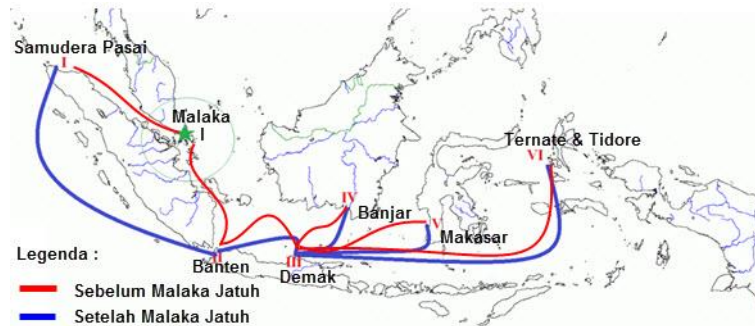 Samudera Pasai
I
Malaka
I
Ternate & Tidore
VI
IV
Banjar
V
Makasar
Legenda :
II
Banten
III
Demak
Sebelum Malaka Jatuh
Setelah Malaka Jatuh